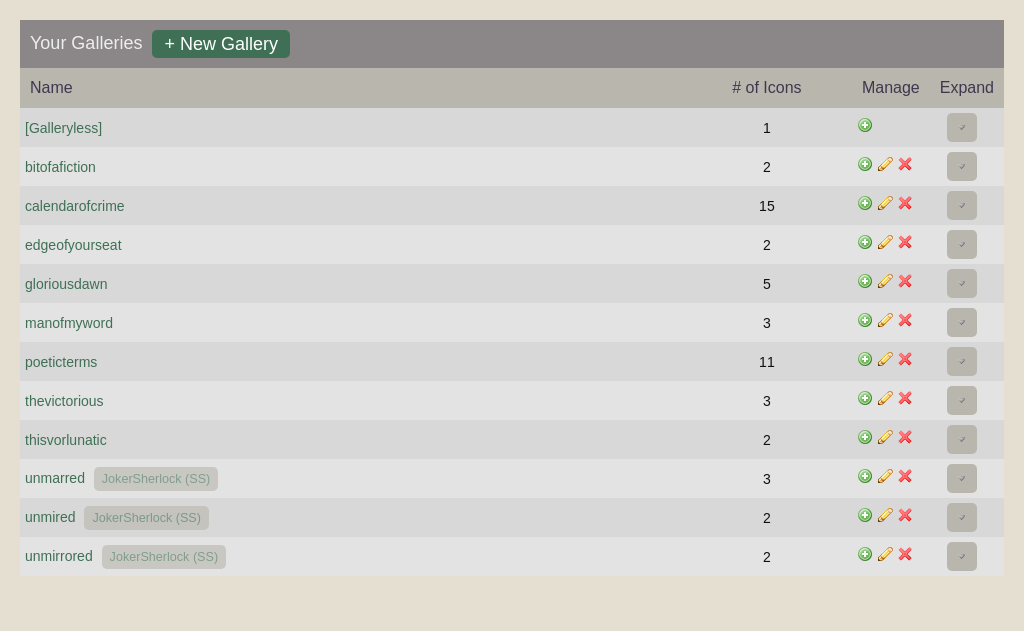 Your Galleries + New Gallery
Name # of Icons Manage Expand
[Galleryless] 1
bitofafiction 2
calendarofcrime 15
edgeofyourseat 2
gloriousdawn 5
manofmyword 3
poeticterms 11
thevictorious 3
thisvorlunatic 2
unmarred JokerSherlock (SS) 3
unmired JokerSherlock (SS) 2
unmirrored JokerSherlock (SS) 2